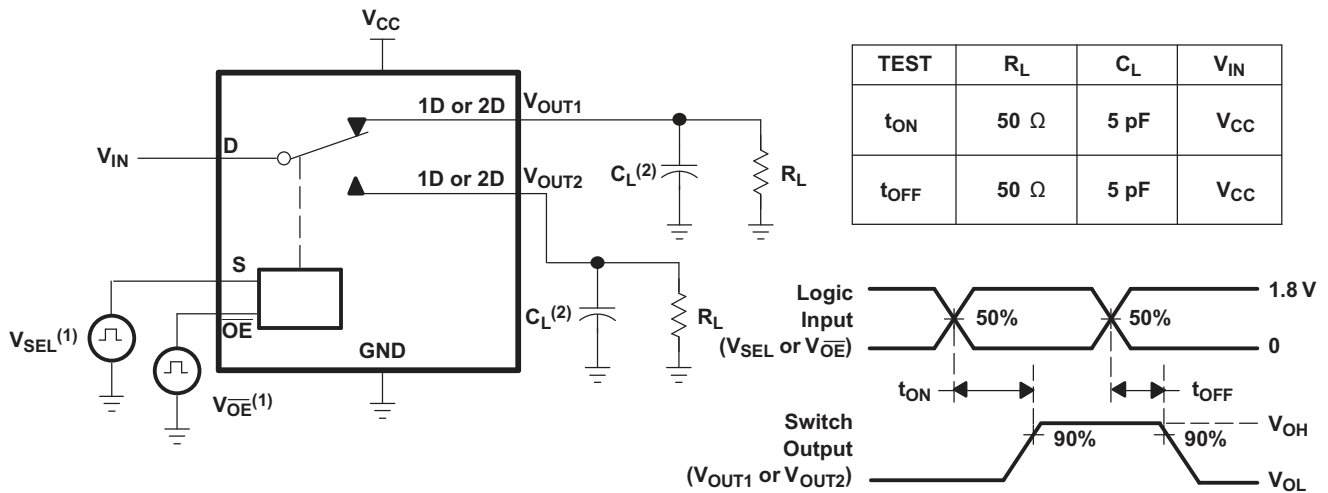 VCC
1D or 2D VOUT1
VIN D
1D or 2D VOUT2
CL(2) RL
S
OE
VSEL(1)
VOE(1)
GND
CL(2) RL
TEST RL CL VIN
tON 50 Ω 5 pF VCC
tOFF 50 Ω 5 pF VCC
Logic
Input
(VSEL or VOE)
50% 50%
1.8 V
0
tON tOFF
Switch
Output
(VOUT1 or VOUT2)
90% 90%
VOH
VOL